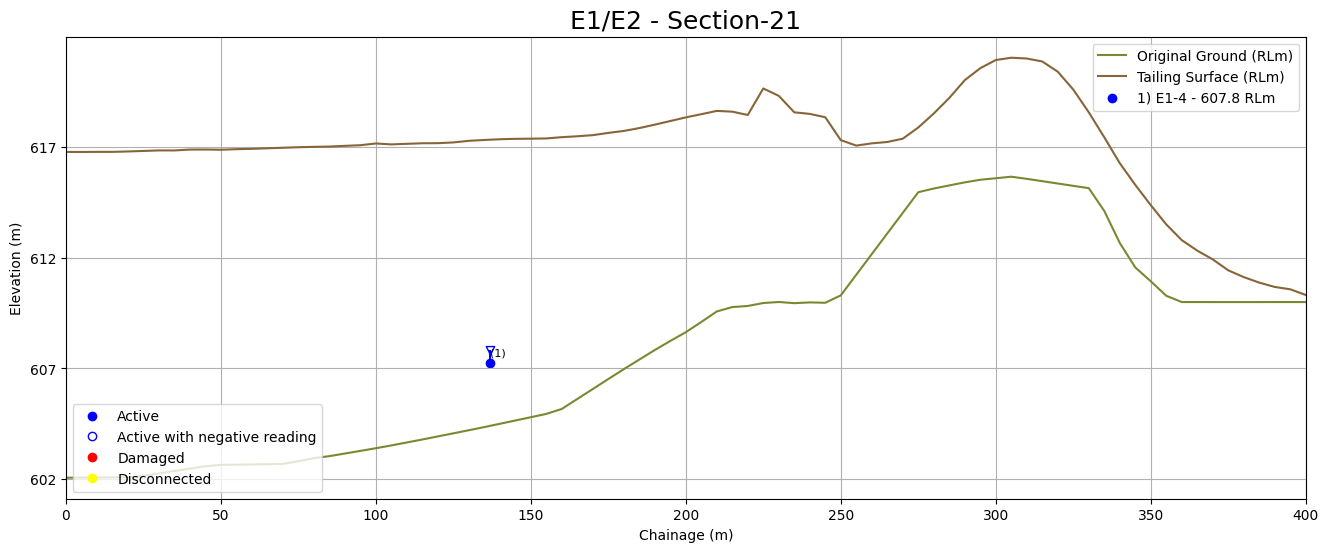 E1/E2 - Section-21
Original Ground (RLm)
Tailing Surface (RLm)
1) E1-4 - 607.8 RLm
617
612
607
602
Elevation (m)
(1)
Active
Active with negative reading
Damaged
Disconnected
0 50 100 150 200 250 300 350 400
Chainage (m)